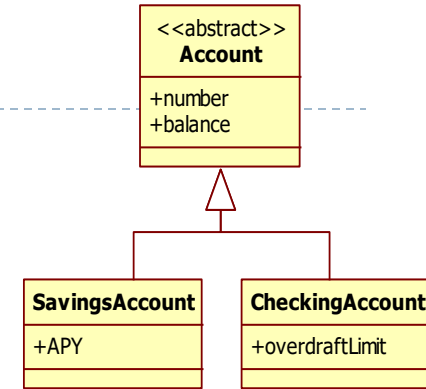 <<abstract>>
Account
+number
+balance
SavingsAccount
+APY
CheckingAccount
+overdraftLimit